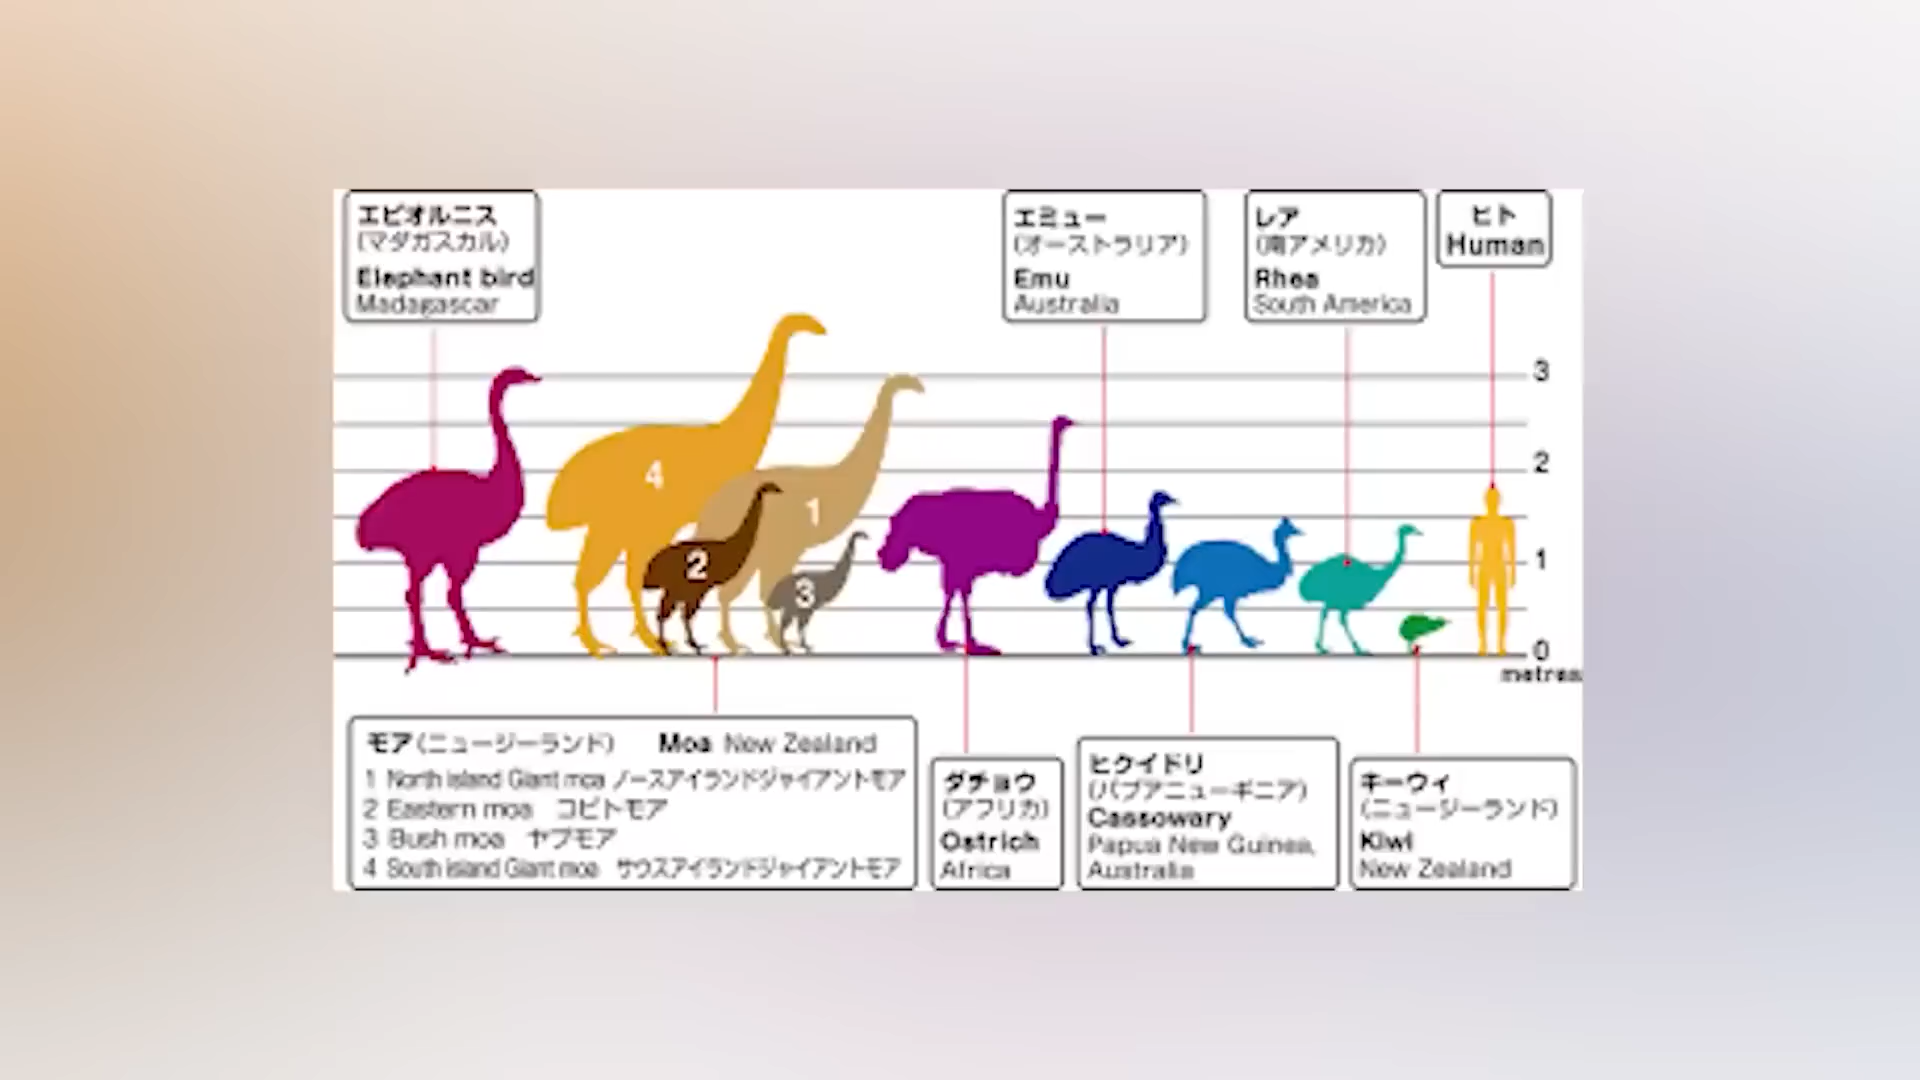 エピオルニス
(マダガスカル)
Elephant bird
Madagascar
エミュー
(オーストラリア)
Emu
Australia
レア
(南アメリカ)
Rhea
South America
ヒト
Human
3
2
1
0
metres
4
1
2
3
モア(ニュージーランド) Moa New Zealand
1 North island Giant moa ノースアイランドジャイアントモア
2 Eastern moa コビトモア
3 Bush moa ヤブモア
4 South island Giant moa サウスアイランドジャイアントモア
ダチョウ
(アフリカ)
Ostrich
Africa
ヒクイドリ
(パプアニューギニア)
Cassowary
Papua New Guinea,
Australia
キーウィ
(ニュージーランド)
Kiwi
New Zealand